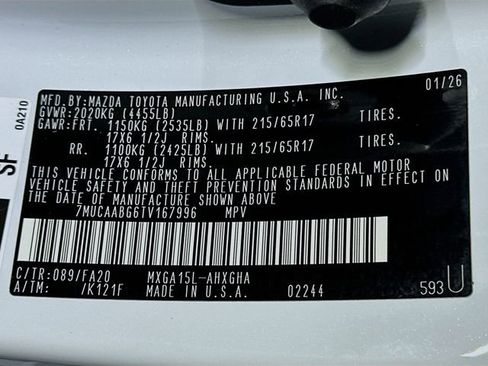 MFD.BY:MAZDA TOYOTA MANUFACTURING U.S.A. INC. 01/26
GVWR:2020KG (4455LB)
GAWR:FRT. 1150KG (2535LB) WITH 215/65R17 TIRES.
17X6 1/2J RIMS.
RR. 1100KG (2425LB) WITH 215/65R17 TIRES.
17X6 1/2J RIMS.
THIS VEHICLE CONFORMS TO ALL APPLICABLE FEDERAL MOTOR
VEHICLE SAFETY AND THEFT PREVENTION STANDARDS IN EFFECT ON
THE DATE OF MANUFACTURE SHOWN ABOVE.
7MUCAABG6TV167996 MPV
C/TR:089/FA20 MXGA15L-AHXGHA
A/TM: /K121F MADE IN U.S.A. 02244 593U
0A210
SF